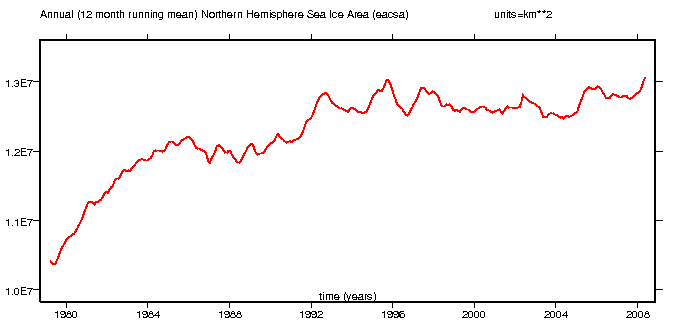 Annual (12 month running mean) Northern Hemisphere Sea Ice Area (eacsa) units=km**2
1.3E7
1.2E7
1.1E7
1.0E7
time (years)
1980 1984 1988 1992 1996 2000 2004 2008